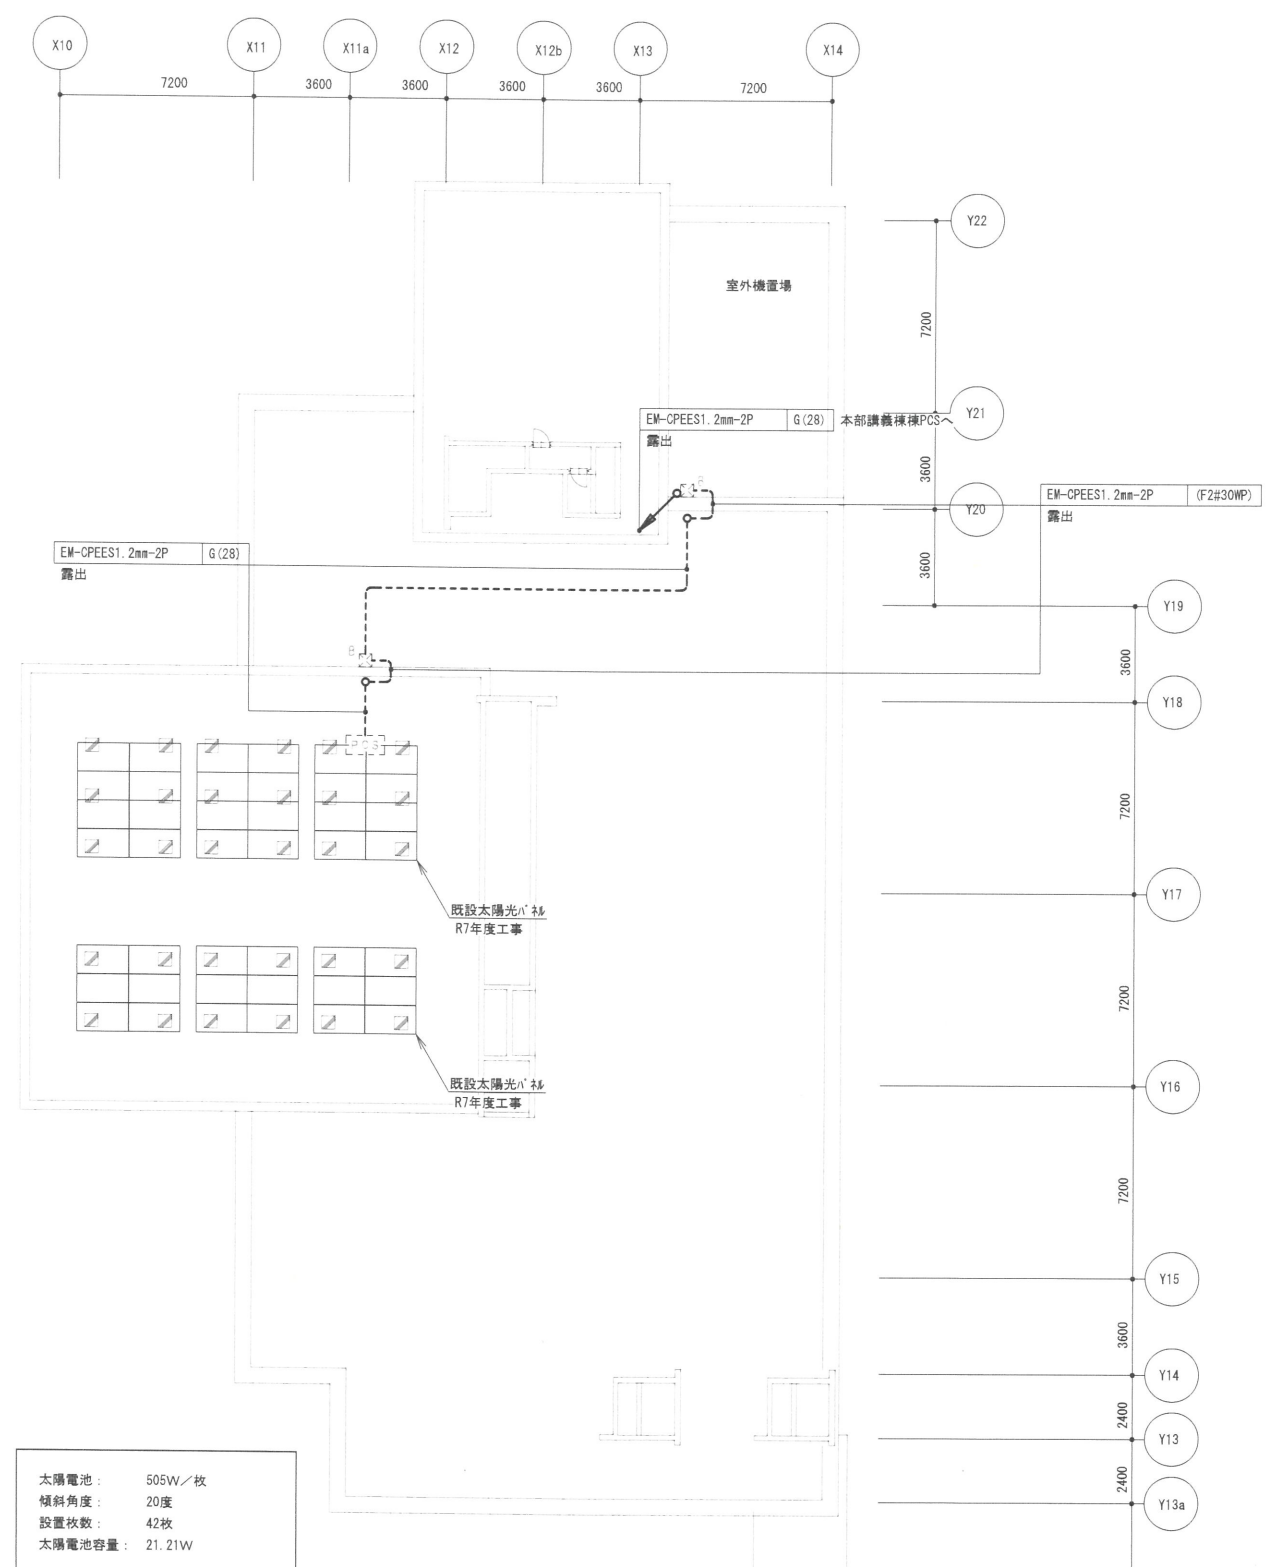 X10
X11
X11a
X12
X12b
X13
X14
7200
3600
3600
3600
3600
7200
Y22
7200
室外機置場
EM-CPEES1.2mm-2P G(28) 本部講義棟棟PCSへ
露出
Y21
3600
EM-CPEES1.2mm-2P (F2#30WP)
露出
Y20
3600
EM-CPEES1.2mm-2P G(28)
露出
Y19
3600
Y18
PCS
7200
Y17
既設太陽光パネル
R7年度工事
7200
Y16
既設太陽光パネル
R7年度工事
7200
Y15
3600
Y14
2400
Y13
2400
Y13a
太陽電池: 505W/枚
傾斜角度: 20度
設置枚数: 42枚
太陽電池容量: 21.21W